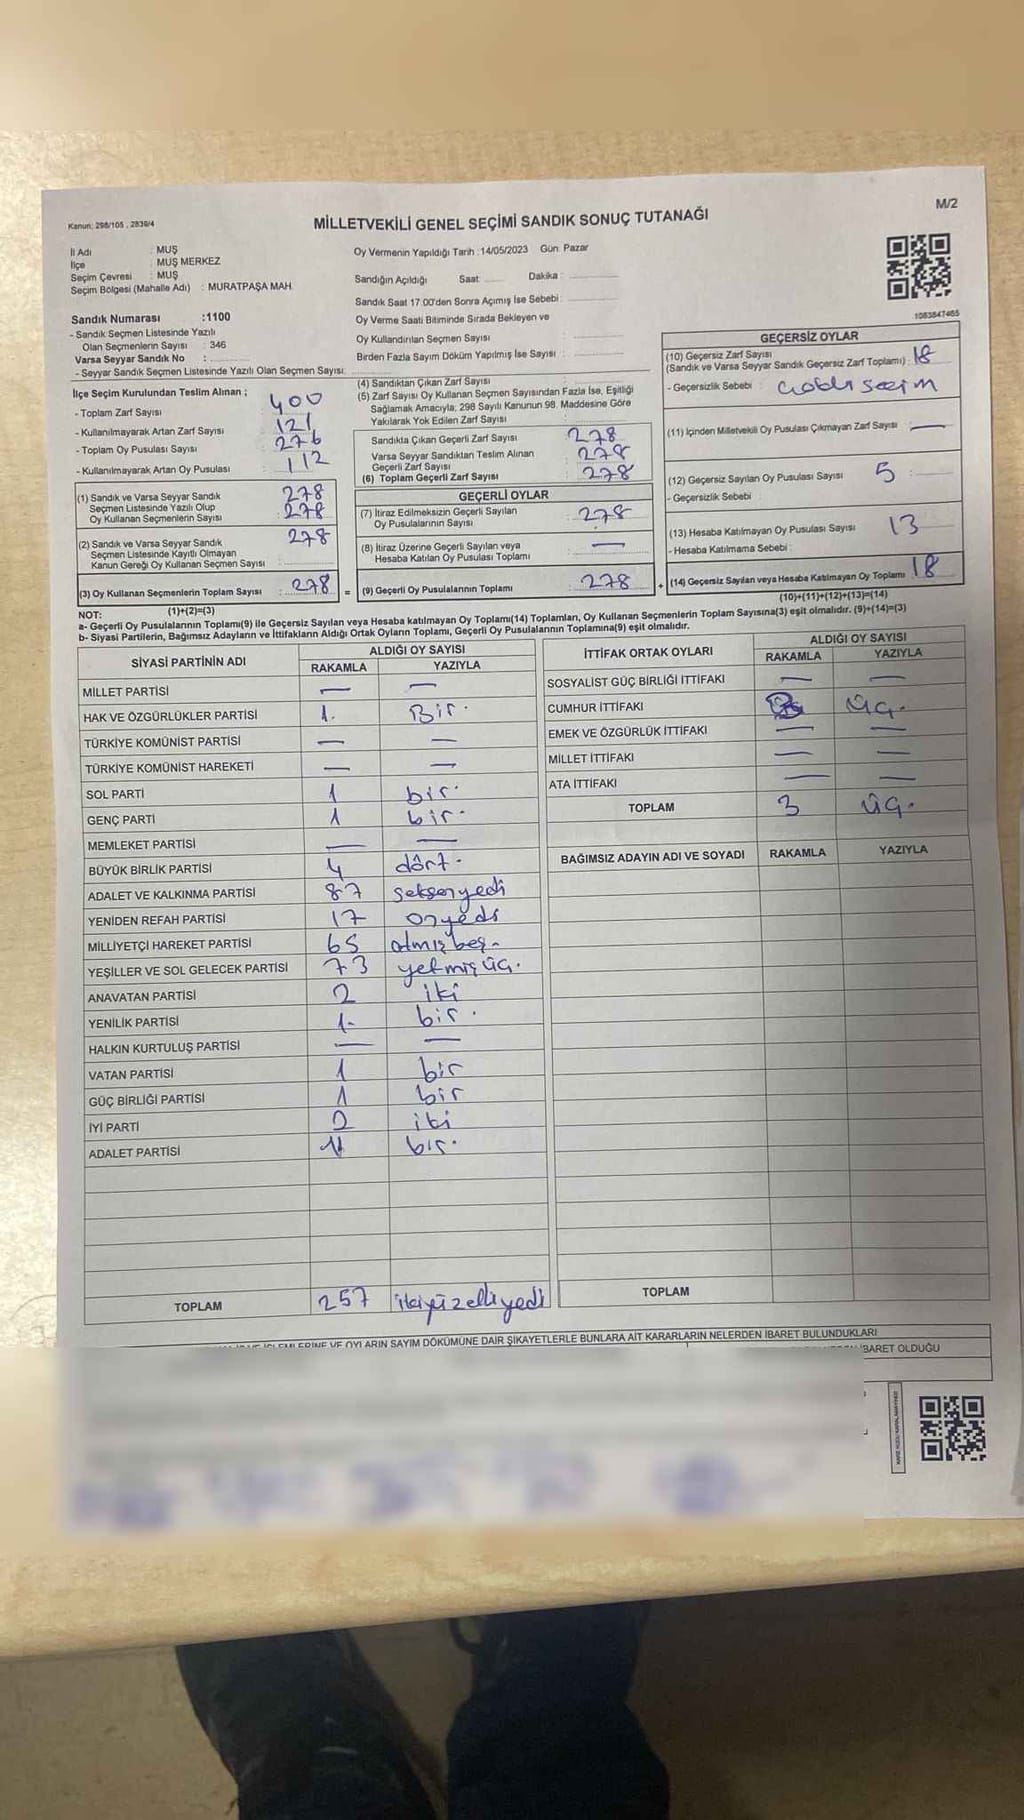 Kanun: 298/105 , 2839/4
MİLLETVEKİLİ GENEL SEÇİMİ SANDIK SONUÇ TUTANAĞI
M/2
İl Adı : MUŞ
İlçe : MUŞ MERKEZ
Seçim Çevresi : MUŞ
Seçim Bölgesi (Mahalle Adı) : MURATPAŞA MAH.
Oy Vermenin Yapıldığı Tarih :14/05/2023 Gün: Pazar
Sandığın Açıldığı Saat: Dakika :
Sandık Saat 17.00'den Sonra Açımış İse Sebebi :
Sandık Numarası :1100
- Sandık Seçmen Listesinde Yazılı
Olan Seçmenlerin Sayısı : 346
Varsa Seyyar Sandık No :
- Seyyar Sandık Seçmen Listesinde Yazılı Olan Seçmen Sayısı:
Oy Verme Saati Bitiminde Sırada Bekleyen ve
Oy Kullandırılan Seçmen Sayısı :
Birden Fazla Sayım Döküm Yapılmış İse Sayısı :
1083847465
İlçe Seçim Kurulundan Teslim Alınan ;
- Toplam Zarf Sayısı : 400
- Kullanılmayarak Artan Zarf Sayısı : 121
- Toplam Oy Pusulası Sayısı : 276
- Kullanılmayarak Artan Oy Pusulası : 112
(1) Sandık ve Varsa Seyyar Sandık 278
Seçmen Listesinde Yazılı Olup 278
Oy Kullanan Seçmenlerin Sayısı
(2) Sandık ve Varsa Seyyar Sandık 278
Seçmen Listesinde Kayıtlı Olmayan
Kanun Gereği Oy Kullanan Seçmen Sayısı :
(3) Oy Kullanan Seçmenlerin Toplam Sayısı : 278 =
(1)+(2)=(3)
(4) Sandıktan Çıkan Zarf Sayısı :
(5) Zarf Sayısı Oy Kullanan Seçmen Sayısından Fazla İse, Eşitliği
Sağlamak Amacıyla; 298 Sayılı Kanunun 98. Maddesine Göre
Yakılarak Yok Edilen Zarf Sayısı :
Sandıkta Çıkan Geçerli Zarf Sayısı : 278
Varsa Seyyar Sandıktan Teslim Alınan 278
Geçerli Zarf Sayısı
(6) Toplam Geçerli Zarf Sayısı : 278
GEÇERLİ OYLAR
(7) İtiraz Edilmeksizin Geçerli Sayılan
Oy Pusulalarının Sayısı : 278
(8) İtiraz Üzerine Geçerli Sayılan veya
Hesaba Katılan Oy Pusulası Toplamı : —
(9) Geçerli Oy Pusulalarının Toplamı : 278 +
GEÇERSİZ OYLAR
(10) Geçersiz Zarf Sayısı
(Sandık ve Varsa Seyyar Sandık Geçersiz Zarf Toplamı) : 18
- Geçersizlik Sebebi :
(11) İçinden Milletvekili Oy Pusulası Çıkmayan Zarf Sayısı : —
(12) Geçersiz Sayılan Oy Pusulası Sayısı : 5
- Geçersizlik Sebebi :
(13) Hesaba Katılmayan Oy Pusulası Sayısı : 13
- Hesaba Katılmama Sebebi :
(14) Geçersiz Sayılan veya Hesaba Katılmayan Oy Toplamı : 18
(10)+(11)+(12)+(13)=(14)
NOT:
a- Geçerli Oy Pusulalarının Toplamı(9) ile Geçersiz Sayılan veya Hesaba katılmayan Oy Toplamı(14) Toplamları, Oy Kullanan Seçmenlerin Toplam Sayısına(3) eşit olmalıdır. (9)+(14)=(3)
b- Siyasi Partilerin, Bağımsız Adayların ve İttifakların Aldığı Ortak Oyların Toplamı, Geçerli Oy Pusulalarının Toplamına(9) eşit olmalıdır.
SİYASİ PARTİNİN ADI ALDIĞI OY SAYISI
RAKAMLA YAZIYLA
MİLLET PARTİSİ — —
HAK VE ÖZGÜRLÜKLER PARTİSİ 1. Bir.
TÜRKİYE KOMÜNİST PARTİSİ — —
TÜRKİYE KOMÜNİST HAREKETİ — —
SOL PARTİ 1 bir.
GENÇ PARTİ 1 bir.
MEMLEKET PARTİSİ — —
BÜYÜK BİRLİK PARTİSİ 4 dört.
ADALET VE KALKINMA PARTİSİ 87 seksenyedi
YENİDEN REFAH PARTİSİ 17 onyedi
MİLLİYETÇİ HAREKET PARTİSİ 65 atmış beş.
YEŞİLLER VE SOL GELECEK PARTİSİ 73 yetmiş üç.
ANAVATAN PARTİSİ 2 iki
YENİLİK PARTİSİ 1. bir.
HALKIN KURTULUŞ PARTİSİ — —
VATAN PARTİSİ 1 bir
GÜÇ BİRLİĞİ PARTİSİ 1 bir
İYİ PARTİ 2 iki
ADALET PARTİSİ 1 bir.
TOPLAM 257 ikiyüzelliyedi
İTTİFAK ORTAK OYLARI ALDIĞI OY SAYISI
RAKAMLA YAZIYLA
SOSYALİST GÜÇ BİRLİĞİ İTTİFAKI — —
CUMHUR İTTİFAKI üç.
EMEK VE ÖZGÜRLÜK İTTİFAKI — —
MİLLET İTTİFAKI — —
ATA İTTİFAKI — —
TOPLAM 3 üç.
BAĞIMSIZ ADAYIN ADI VE SOYADI RAKAMLA YAZIYLA
TOPLAM
İŞLEMLERİNE VE OYLARIN SAYIM DÖKÜMÜNE DAİR ŞİKAYETLERLE BUNLARA AİT KARARLARIN NELERDEN İBARET BULUNDUKLARI
İBARET OLDUĞU